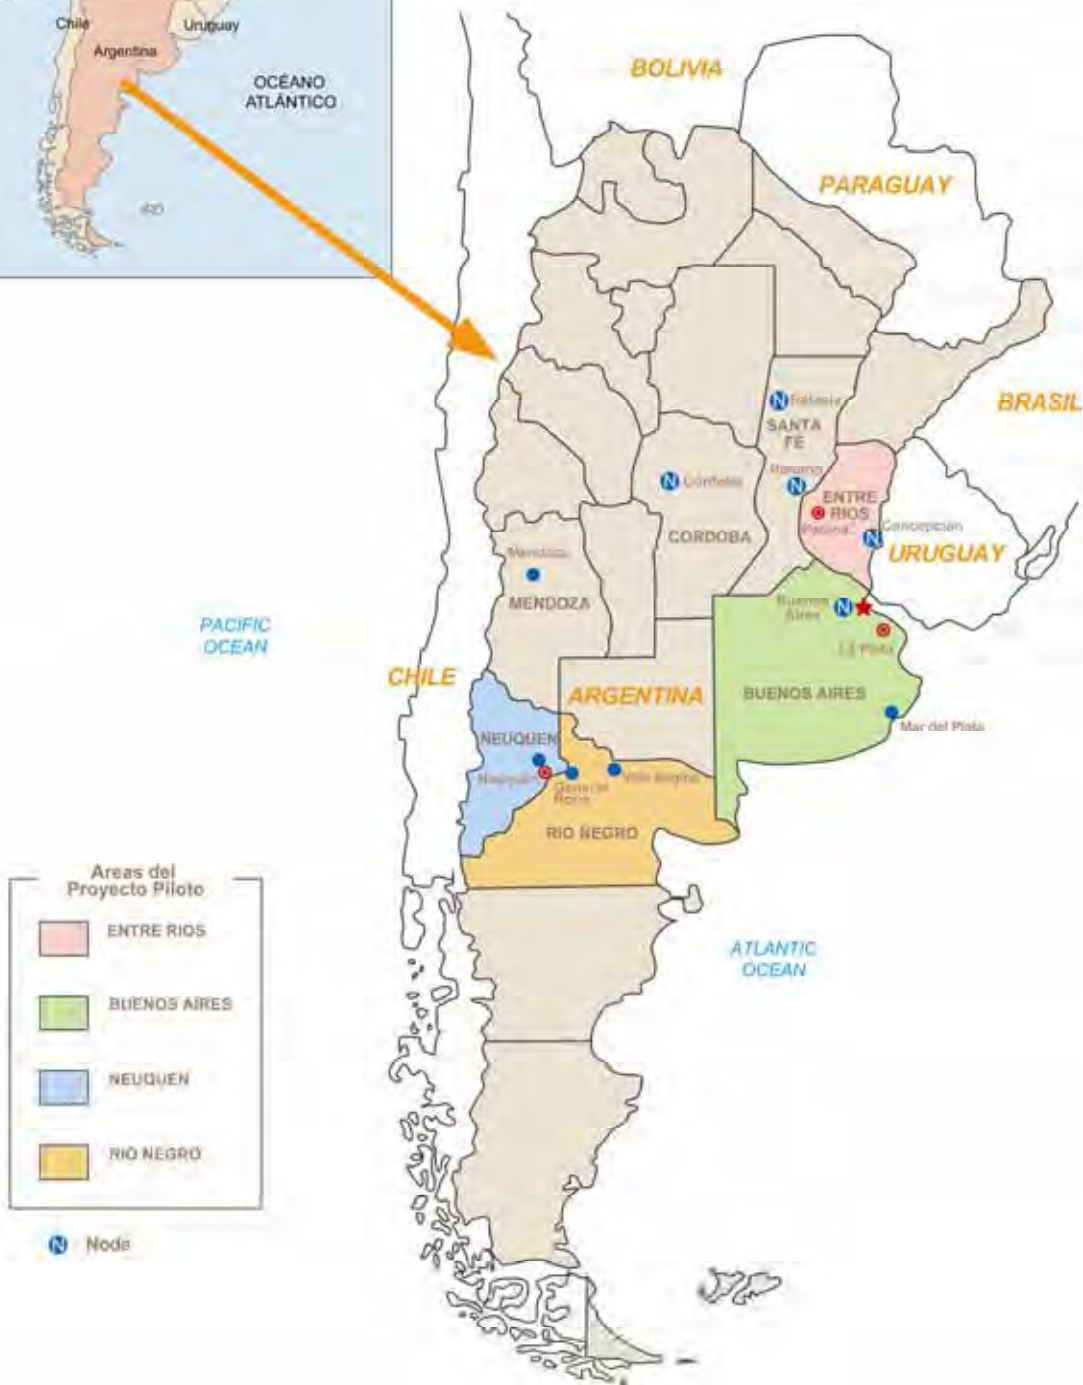 Chile
Uruguay
Argentina
OCÉANO
ATLÁNTICO
BOLIVIA
PARAGUAY
BRASIL
SANTA
FE
Rosario
ENTRE
RIOS
Concepción
URUGUAY
Córdoba
CORDOBA
Mendoza
MENDOZA
Buenos
Aires
La Plata
PACIFIC
OCEAN
CHILE
ARGENTINA
BUENOS AIRES
Mar del Plata
NEUQUEN
Neuquén
General
Roca
Villa Regina
RIO NEGRO
ATLANTIC
OCEAN
Areas del
Proyecto Piloto
ENTRE RIOS
BUENOS AIRES
NEUQUEN
RIO NEGRO
N Node